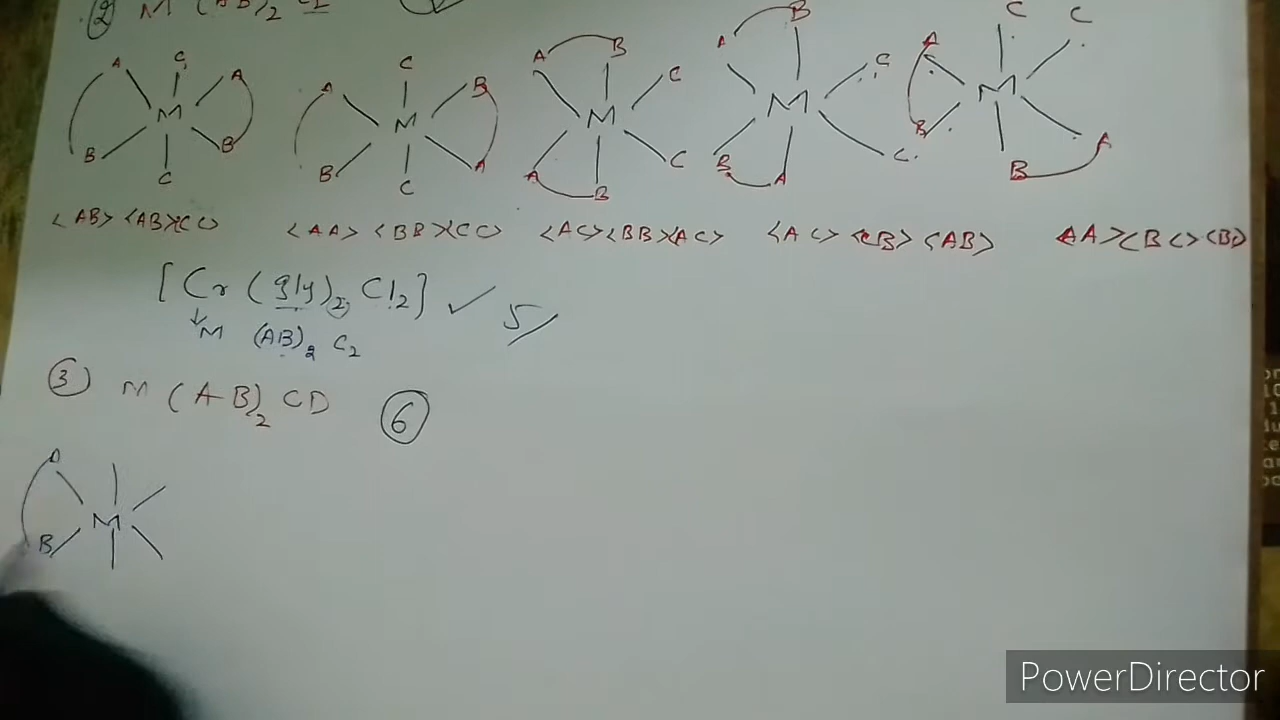 ② M (AB)₂ C₂
A C A B M B C
A C B M B A C
A B C M A B C
A B C M B A C
C C A M B B A
<AB> <AB><CC>
<AA> <BB><CC>
<AC><BB><AC>
<AC> <CB> <AB>
<AA><BC><BC>
[Cr (gly)₂ Cl₂] ✓ 5
↓M (AB)₂ C₂
③ M (A-B)₂ CD ⑥
A
M
B
PowerDirector